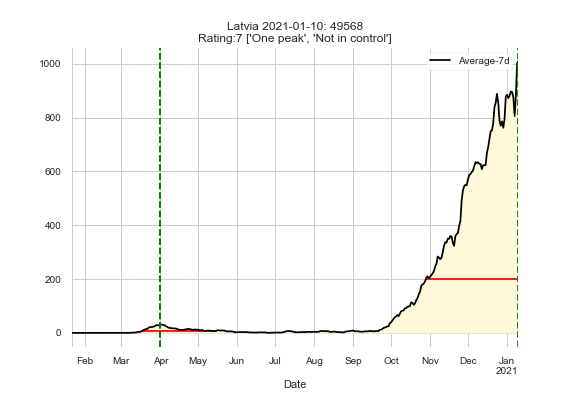 Latvia 2021-01-10: 49568
Rating:7 ['One peak', 'Not in control']
Average-7d
1000
800
600
400
200
0
Feb Mar Apr May Jun Jul Aug Sep Oct Nov Dec Jan
2021
Date